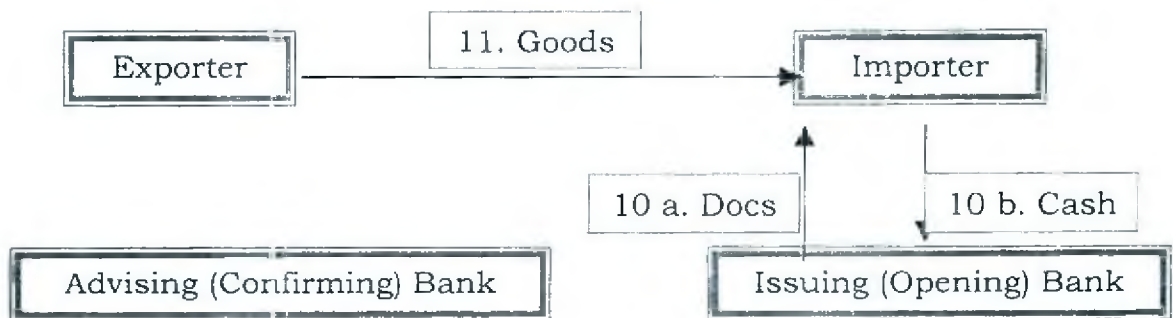 11. Goods
Exporter
Importer
10 a. Docs
10 b. Cash
Advising (Confirming) Bank
Issuing (Opening) Bank